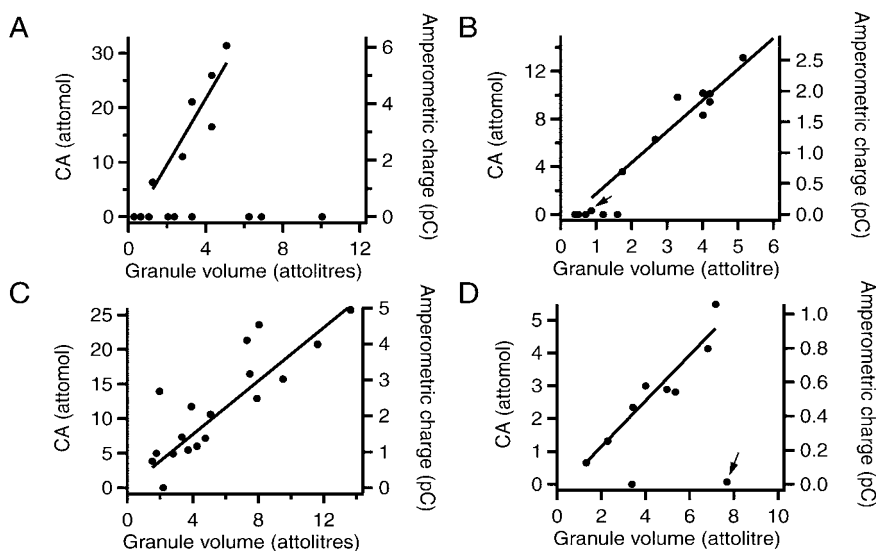 A
CA (attomol)
30
20
10
0
Amperometric charge (pC)
6
4
2
0
0 4 8 12
Granule volume (attolitres)
B
CA (attomol)
12
8
4
0
Amperometric charge (pC)
2.5
2.0
1.5
1.0
0.5
0.0
0 1 2 3 4 5 6
Granule volume (attolitre)
C
CA (attomol)
25
20
15
10
5
0
Amperometric charge (pC)
5
4
3
2
1
0
0 4 8 12
Granule volume (attolitres)
D
CA (attomol)
5
4
3
2
1
0
Amperometric charge (pC)
1.0
0.8
0.6
0.4
0.2
0.0
0 2 4 6 8 10
Granule volume (attolitre)